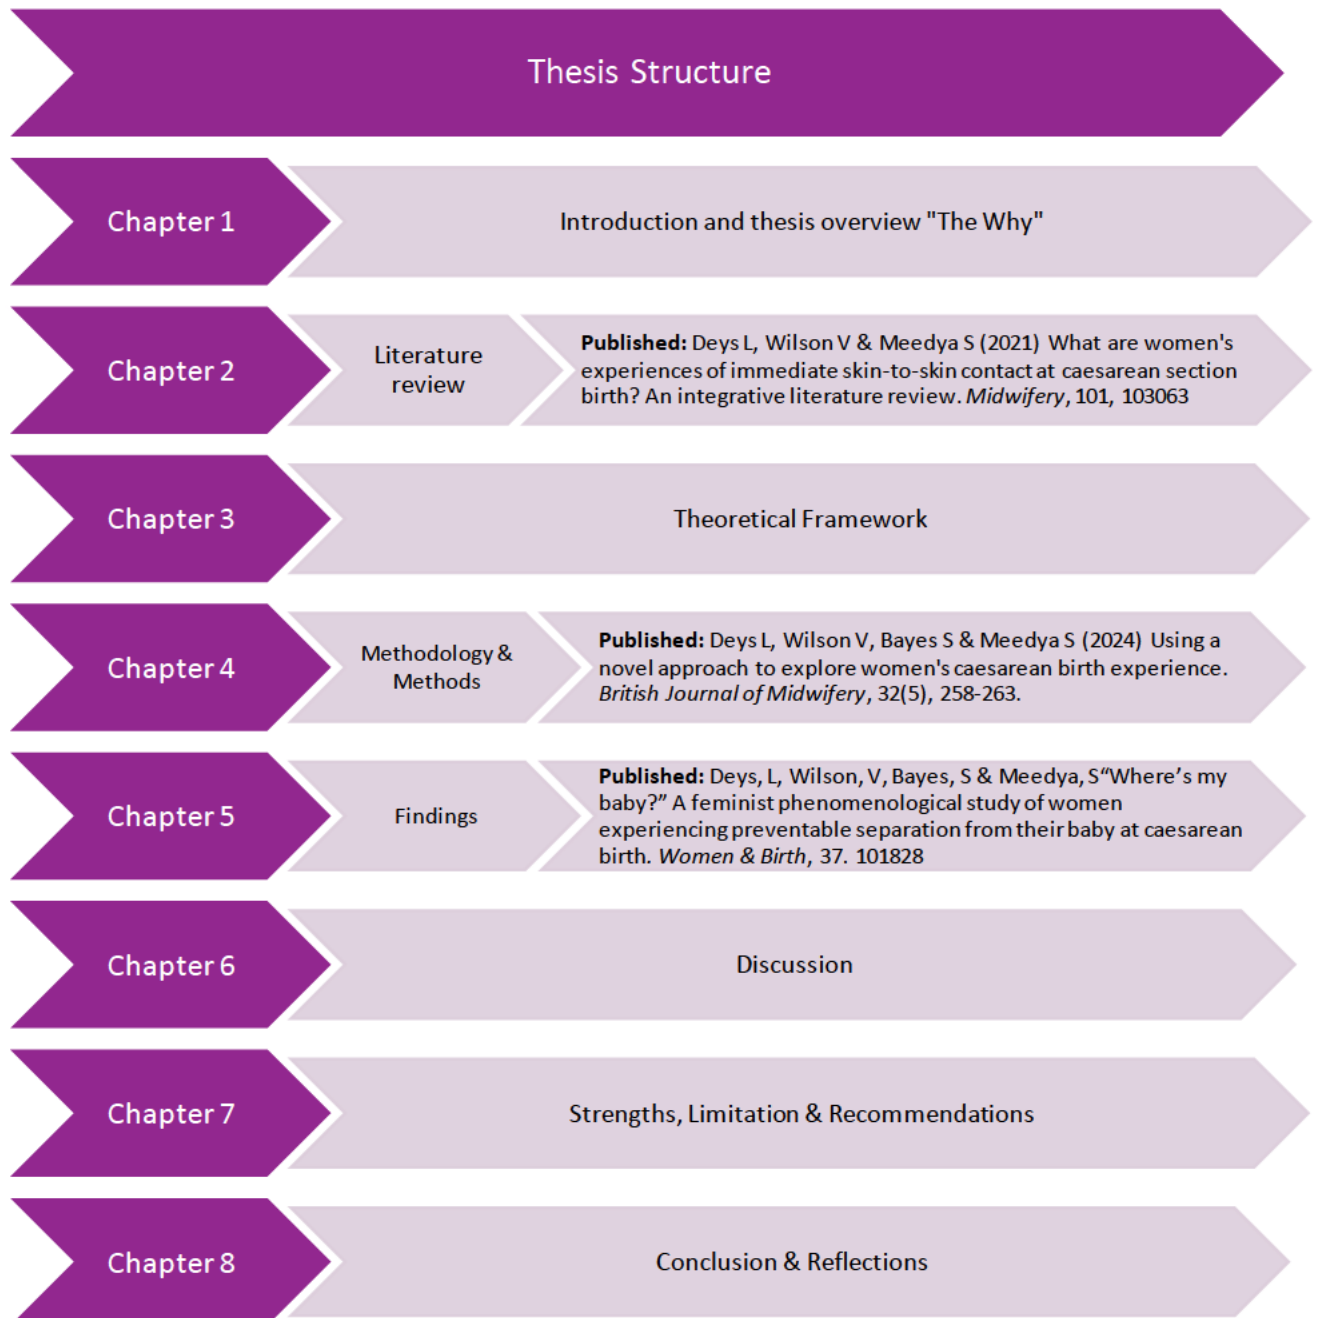 Thesis Structure
Chapter 1
Introduction and thesis overview "The Why"
Chapter 2
Literature
review
Published: Deys L, Wilson V & Meedya S (2021) What are women's
experiences of immediate skin-to-skin contact at caesarean section
birth? An integrative literature review. Midwifery, 101, 103063
Chapter 3
Theoretical Framework
Chapter 4
Methodology &
Methods
Published: Deys L, Wilson V, Bayes S & Meedya S (2024) Using a
novel approach to explore women's caesarean birth experience.
British Journal of Midwifery, 32(5), 258-263.
Chapter 5
Findings
Published: Deys, L, Wilson, V, Bayes, S & Meedya, S“Where’s my
baby?” A feminist phenomenological study of women
experiencing preventable separation from their baby at caesarean
birth. Women & Birth, 37. 101828
Chapter 6
Discussion
Chapter 7
Strengths, Limitation & Recommendations
Chapter 8
Conclusion & Reflections